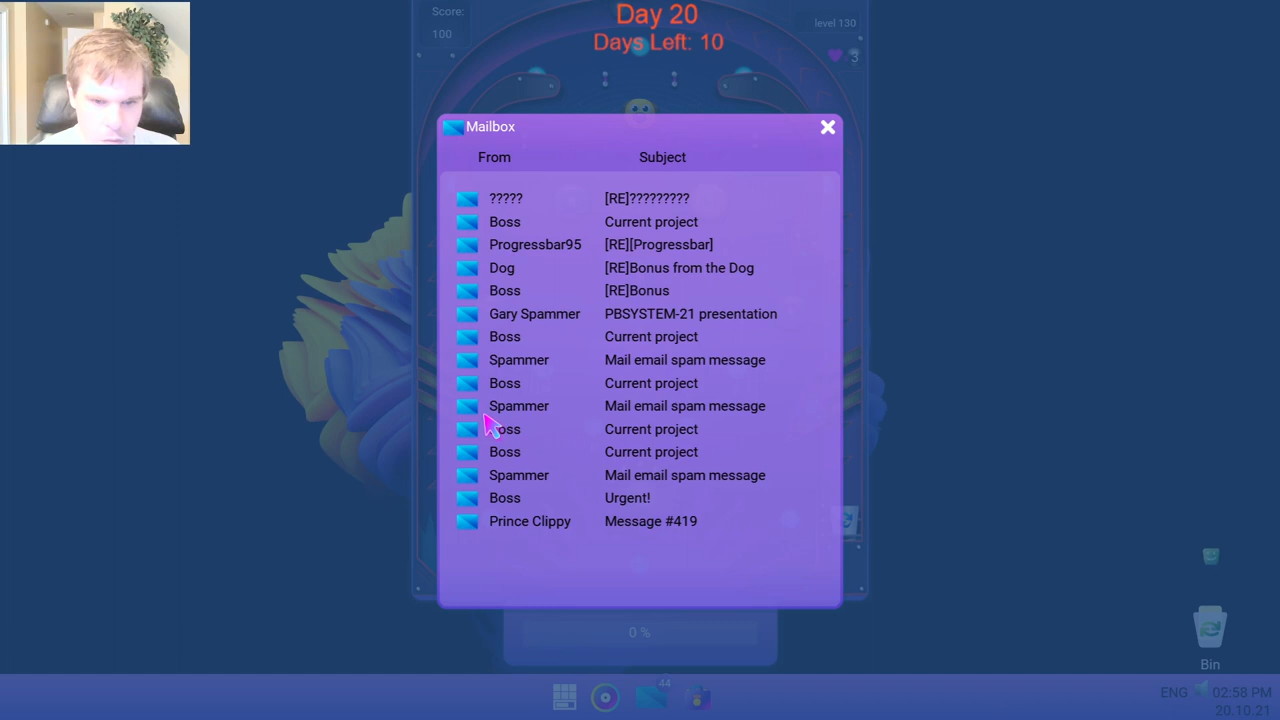 Day 20
Days Left: 10
Score:
100
level 130
3
Mailbox
From Subject
????? [RE]?????????
Boss Current project
Progressbar95 [RE][Progressbar]
Dog [RE]Bonus from the Dog
Boss [RE]Bonus
Gary Spammer PBSYSTEM-21 presentation
Boss Current project
Spammer Mail email spam message
Boss Current project
Spammer Mail email spam message
oss Current project
Boss Current project
Spammer Mail email spam message
Boss Urgent!
Prince Clippy Message #419
0 %
Bin
44
ENG 02:58 PM
20.10.21